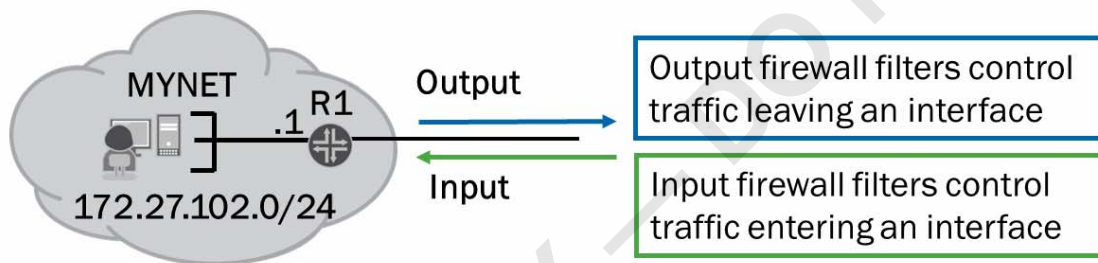 MYNET
R1
.1
172.27.102.0/24
Output
Input
Output firewall filters control
traffic leaving an interface
Input firewall filters control
traffic entering an interface